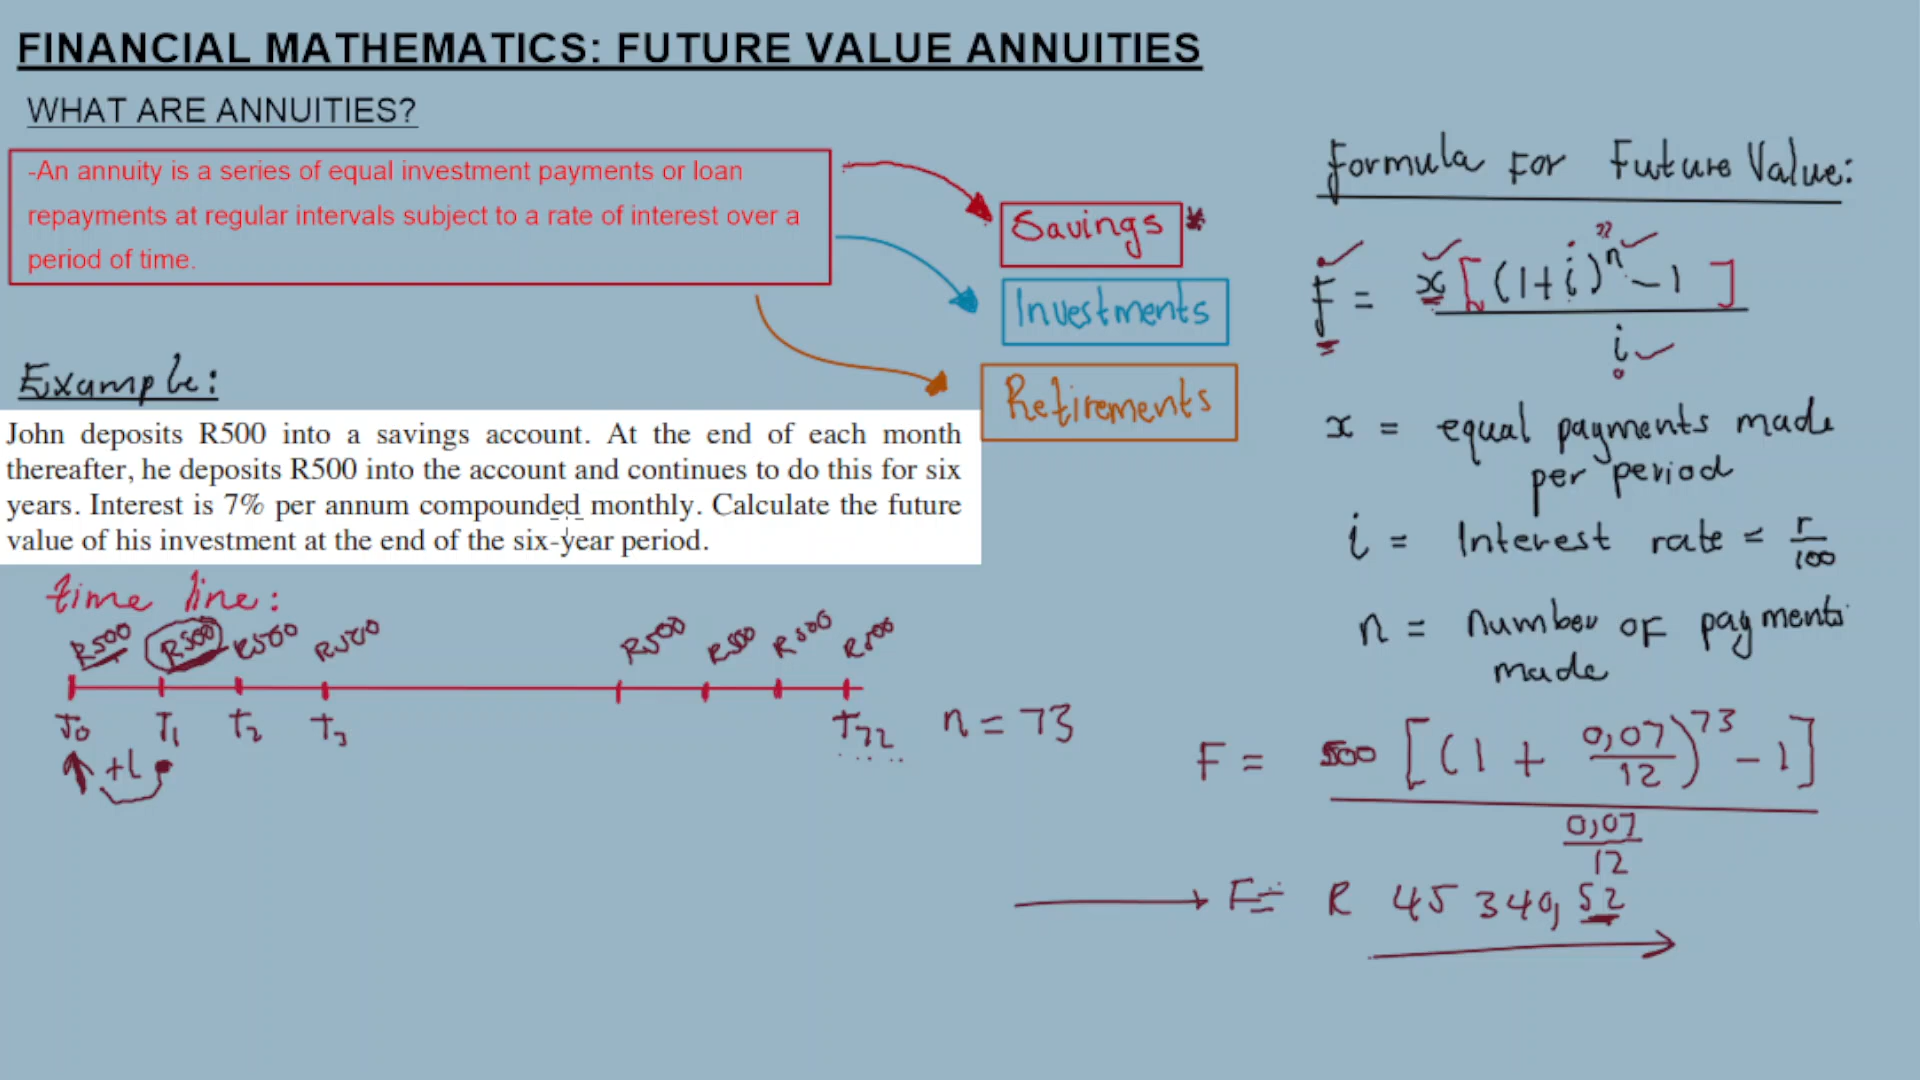 FINANCIAL MATHEMATICS: FUTURE VALUE ANNUITIES
WHAT ARE ANNUITIES?
-An annuity is a series of equal investment payments or loan
repayments at regular intervals subject to a rate of interest over a
period of time.
Savings *
Investments
Retirements
Example:
John deposits R500 into a savings account. At the end of each month
thereafter, he deposits R500 into the account and continues to do this for six
years. Interest is 7% per annum compounded monthly. Calculate the future
value of his investment at the end of the six-year period.
time line:
R500 R500 R500 R500 R500 R500 R500 R500
T0 T1 T2 T3 T72 n = 73
+1
Formula For Future Value:
F = x[(1+i)^n - 1]
i
x = equal payments made
per period
i = Interest rate = r/100
n = number OF payments
made
F = 500 [(1 + 0,07/12)^73 - 1]
0,07/12
F = R 45 340,52